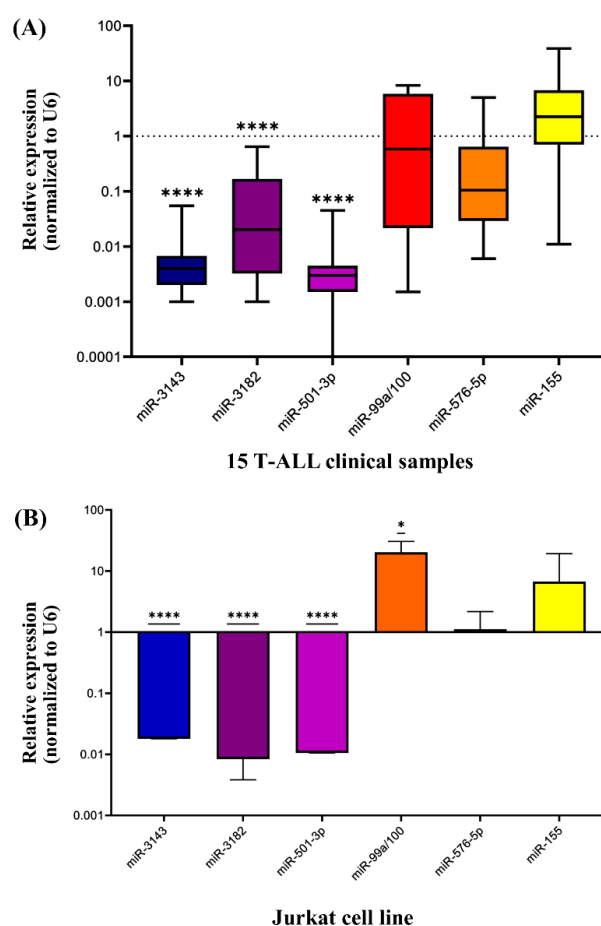 (A)
Relative expression
(normalized to U6)
100
10
1
0.1
0.01
0.001
0.0001
****
****
****
miR-3143
miR-3182
miR-501-3p
miR-99a/100
miR-576-5p
miR-155
15 T-ALL clinical samples
(B)
Relative expression
(normalized to U6)
100
10
1
0.1
0.01
0.001
****
****
****
*
miR-3143
miR-3182
miR-501-3p
miR-99a/100
miR-576-5p
miR-155
Jurkat cell line